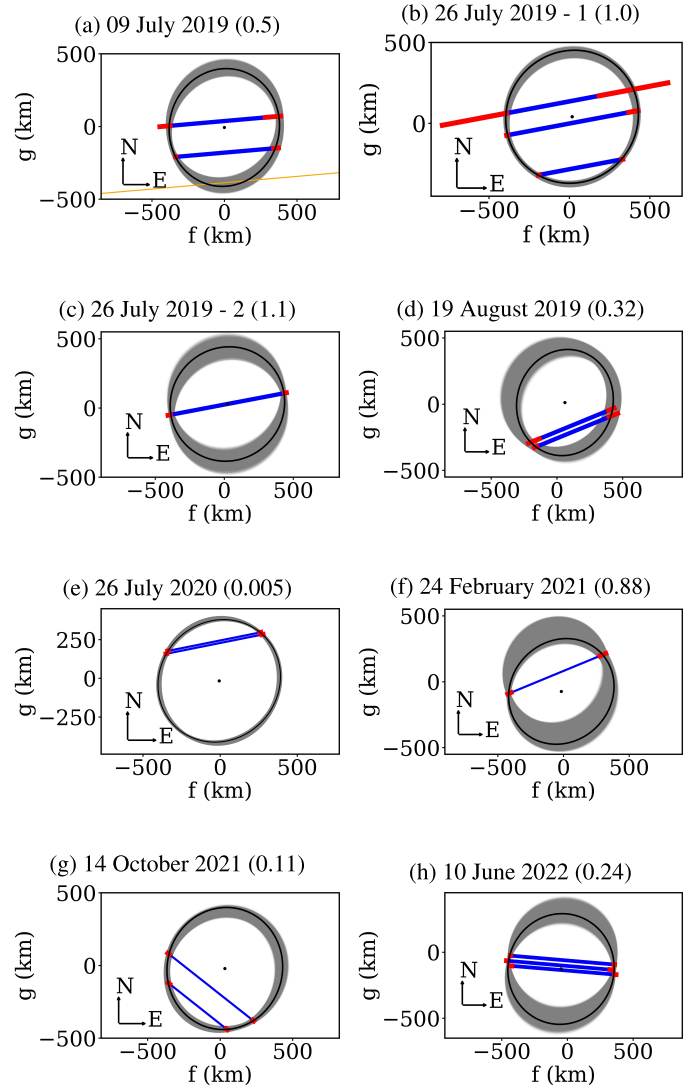 (a) 09 July 2019 (0.5)
500
0
−500
g (km)
N
E
−500 0 500
f (km)
(b) 26 July 2019 - 1 (1.0)
0
g (km)
N
E
−500 0 500
f (km)
(c) 26 July 2019 - 2 (1.1)
500
0
−500
g (km)
N
E
−500 0 500
f (km)
(d) 19 August 2019 (0.32)
500
0
−500
g (km)
N
E
−500 0 500
f (km)
(e) 26 July 2020 (0.005)
250
0
−250
g (km)
N
E
−500 0 500
f (km)
(f) 24 February 2021 (0.88)
500
0
−500
g (km)
N
E
−500 0 500
f (km)
(g) 14 October 2021 (0.11)
500
0
−500
g (km)
N
E
−500 0 500
f (km)
(h) 10 June 2022 (0.24)
0
−500
g (km)
N
E
−500 0 500
f (km)